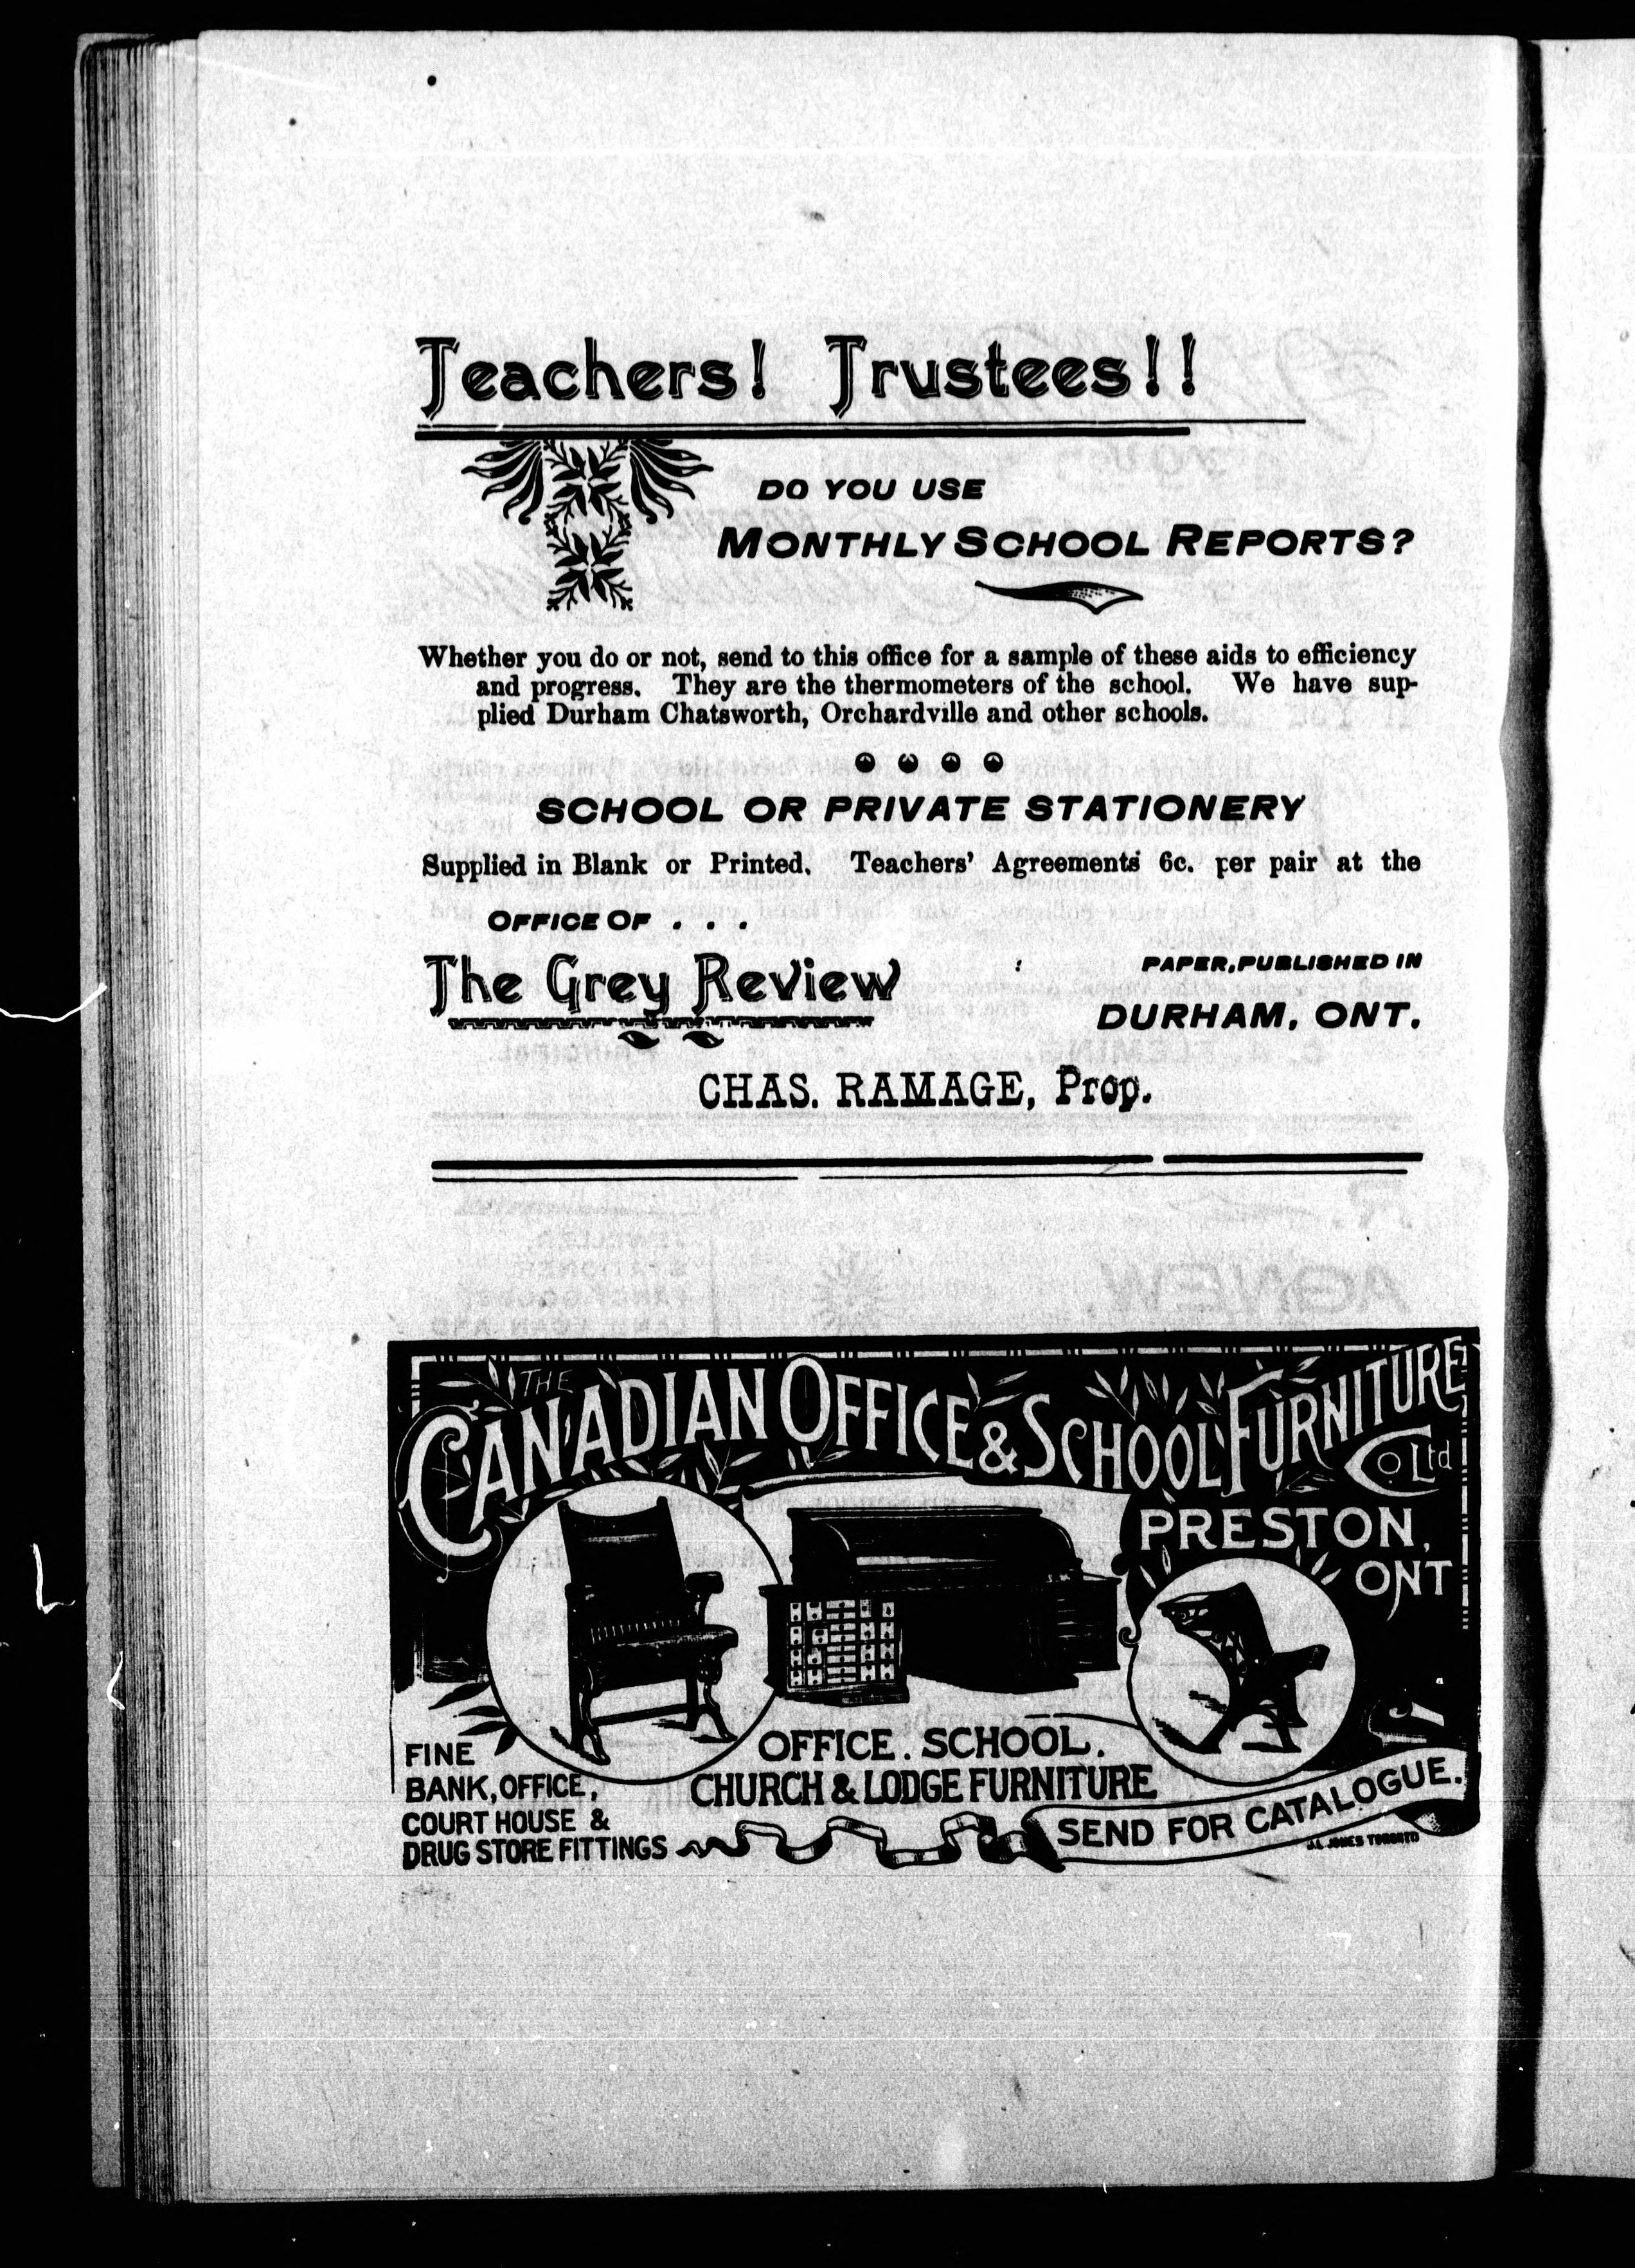 Teachers! Trustees!!
DO YOU USE
MONTHLY SCHOOL REPORTS?
Whether you do or not, send to this office for a sample of these aids to efficiency
and progress. They are the thermometers of the school. We have sup-
plied Durham Chatsworth, Orchardville and other schools.
SCHOOL OR PRIVATE STATIONERY
Supplied in Blank or Printed. Teachers' Agreements 6c. per pair at the
OFFICE OF . . .
The Grey Review
PAPER, PUBLISHED IN
DURHAM, ONT.
CHAS. RAMAGE, Prop.
THE
CANADIAN OFFICE & SCHOOL FURNITURE
Co Ltd
PRESTON,
ONT
OFFICE. SCHOOL.
CHURCH & LODGE FURNITURE
FINE
BANK, OFFICE,
COURT HOUSE &
DRUG STORE FITTINGS
SEND FOR CATALOGUE.
J.L JONES TORONTO